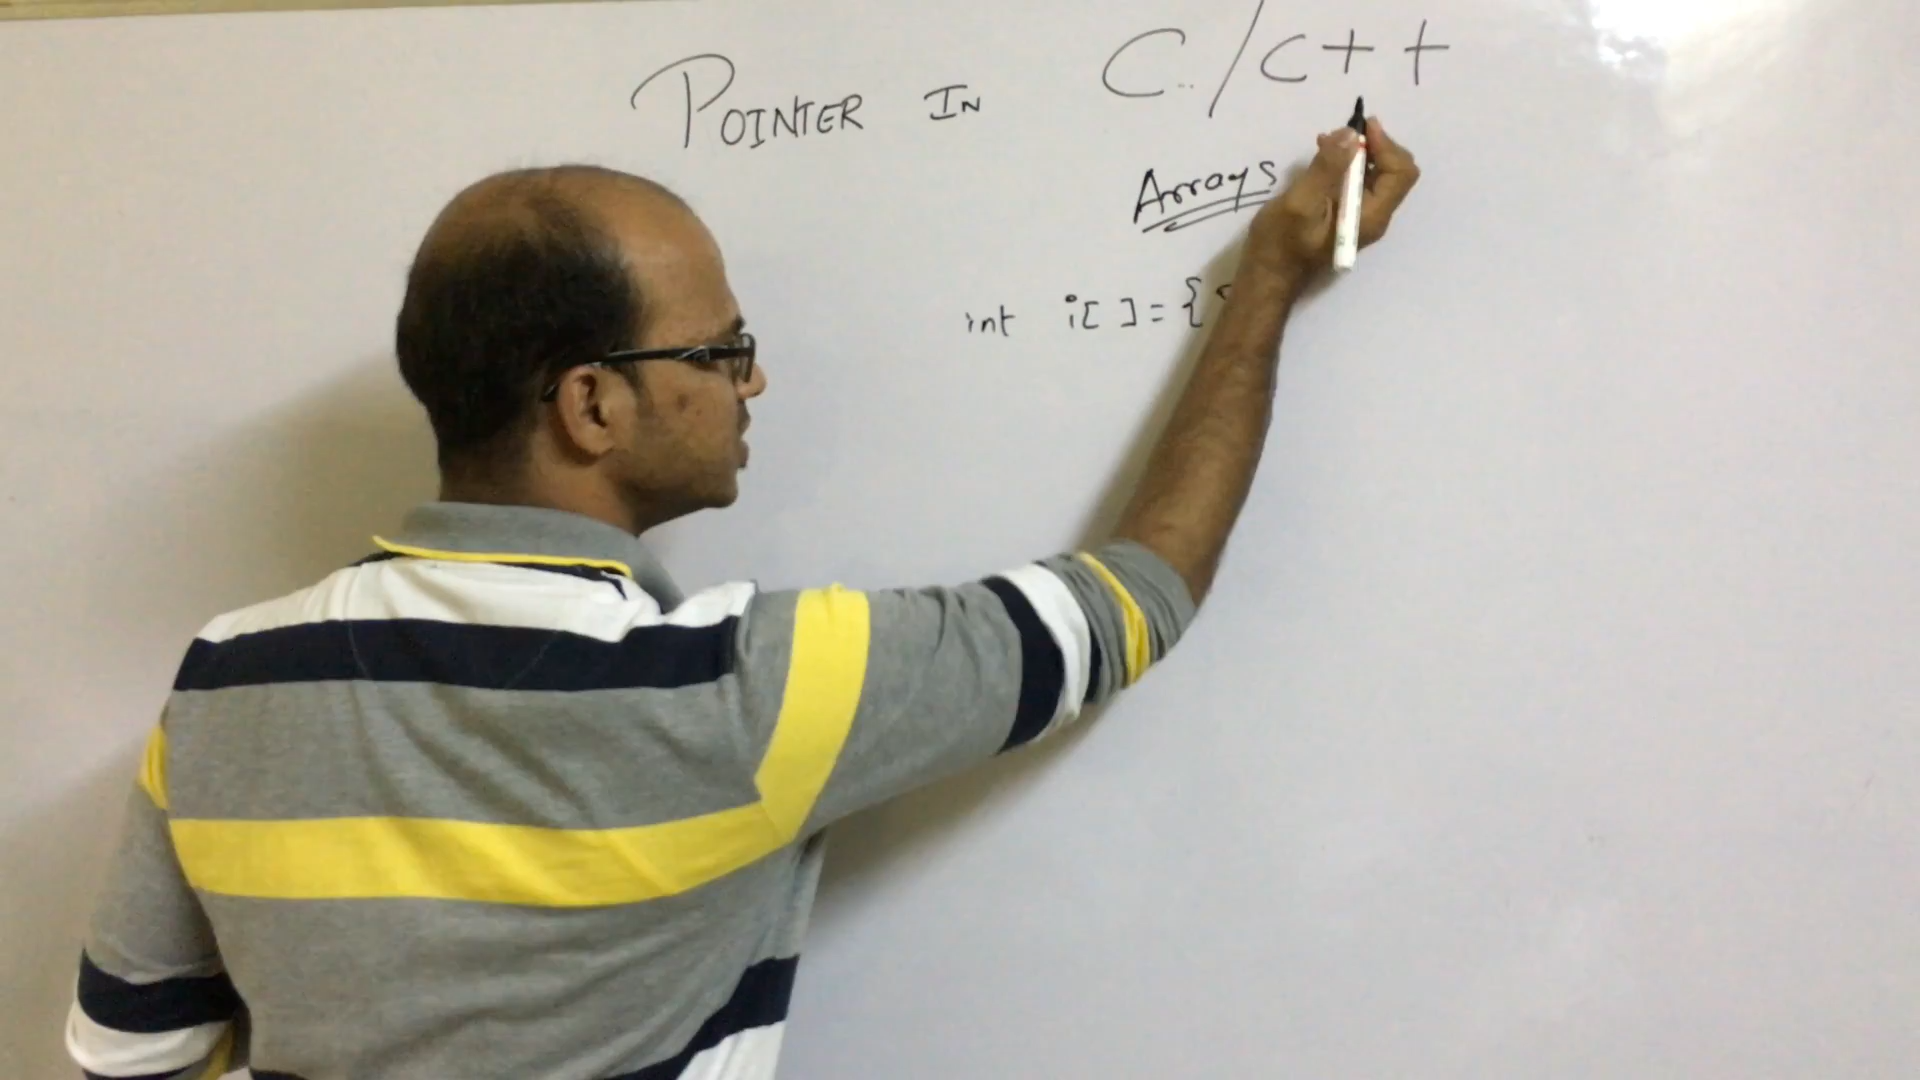 POINTER IN C/C++
Arrays
int i[ ]={